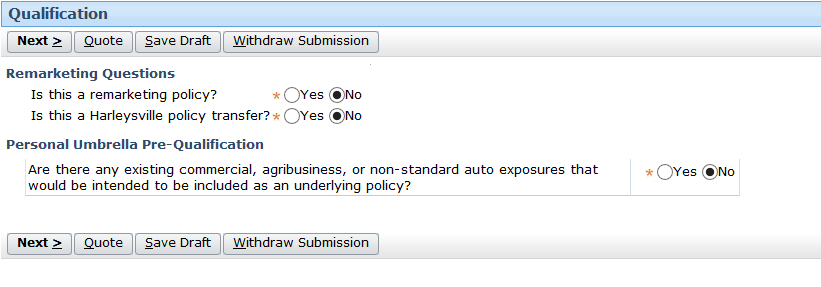 Qualification
Next > Quote Save Draft Withdraw Submission
Remarketing Questions
Is this a remarketing policy? * Yes No
Is this a Harleysville policy transfer? * Yes No
Personal Umbrella Pre-Qualification
Are there any existing commercial, agribusiness, or non-standard auto exposures that * Yes No
would be intended to be included as an underlying policy?
Next > Quote Save Draft Withdraw Submission